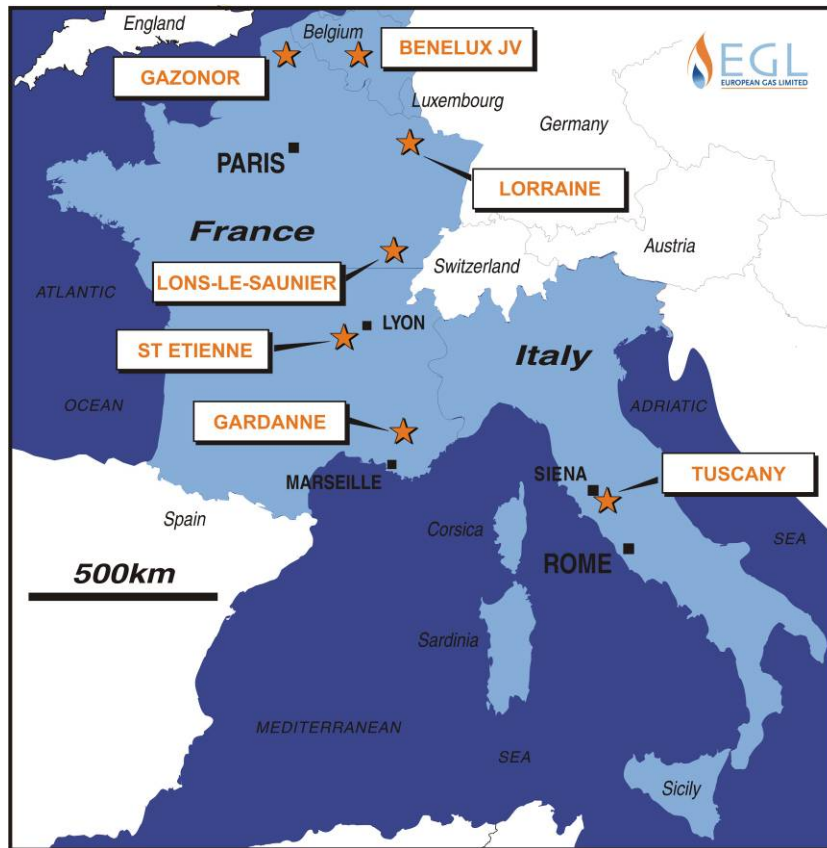 England
Belgium
BENELUX JV
GAZONOR
EGL
EUROPEAN GAS LIMITED
Luxembourg
Germany
PARIS
LORRAINE
France
Austria
Switzerland
LONS-LE-SAUNIER
ATLANTIC
LYON
ST ETIENNE
Italy
OCEAN
ADRIATIC
GARDANNE
MARSEILLE
SIENA
TUSCANY
Spain
Corsica
SEA
ROME
500km
Sardinia
MEDITERRANEAN
SEA
Sicily